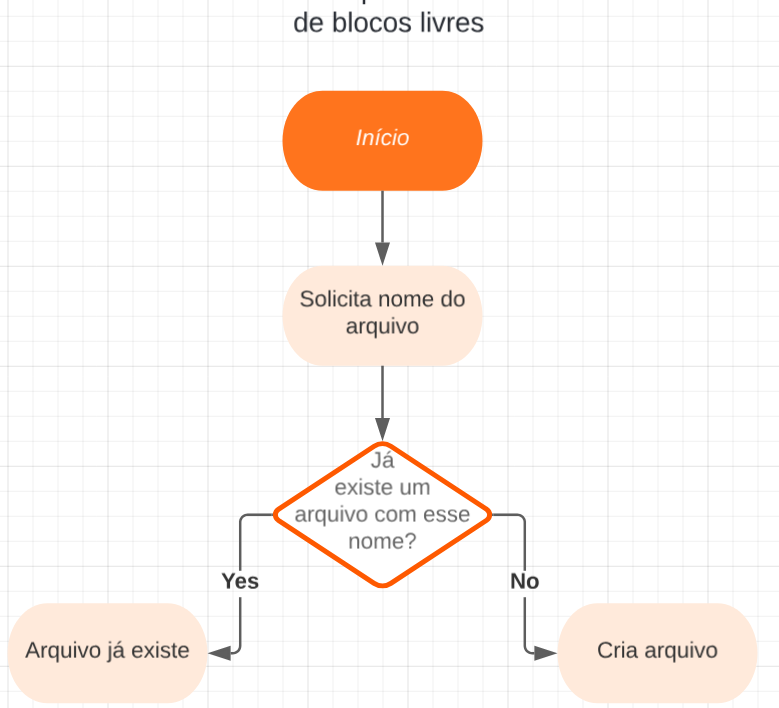 de blocos livres
Início
Solicita nome do
arquivo
Já
existe um
arquivo com esse
nome?
Yes
No
Arquivo já existe
Cria arquivo